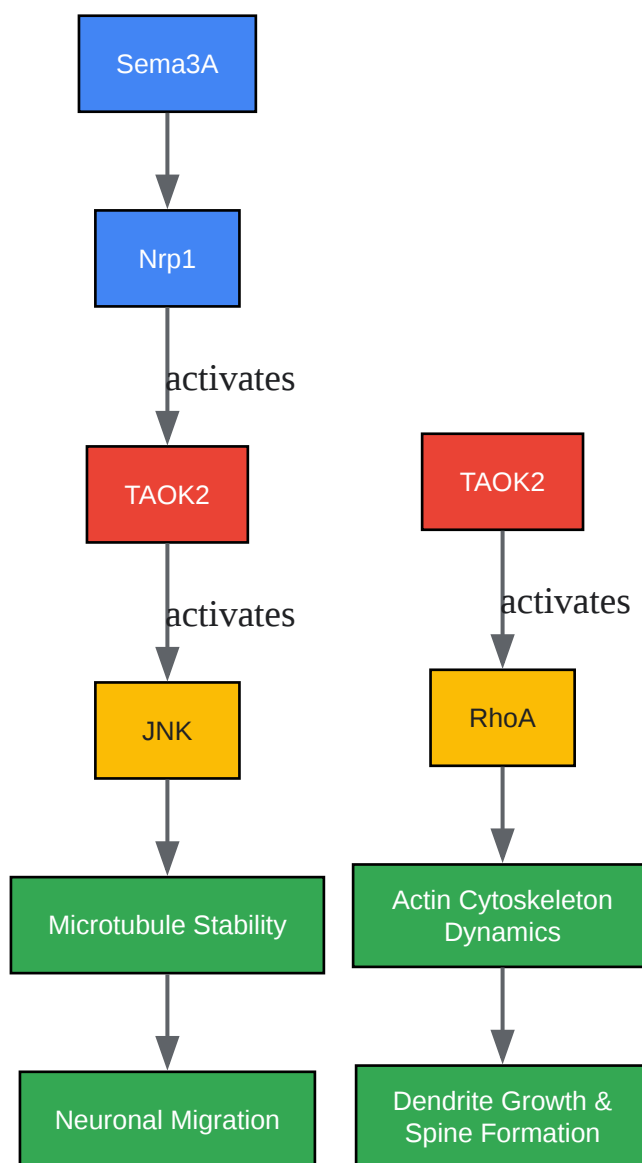 Sema3A
Nrp1
activates
TAOK2
activates
JNK
Microtubule Stability
Neuronal Migration
TAOK2
activates
RhoA
Actin Cytoskeleton
Dynamics
Dendrite Growth &
Spine Formation